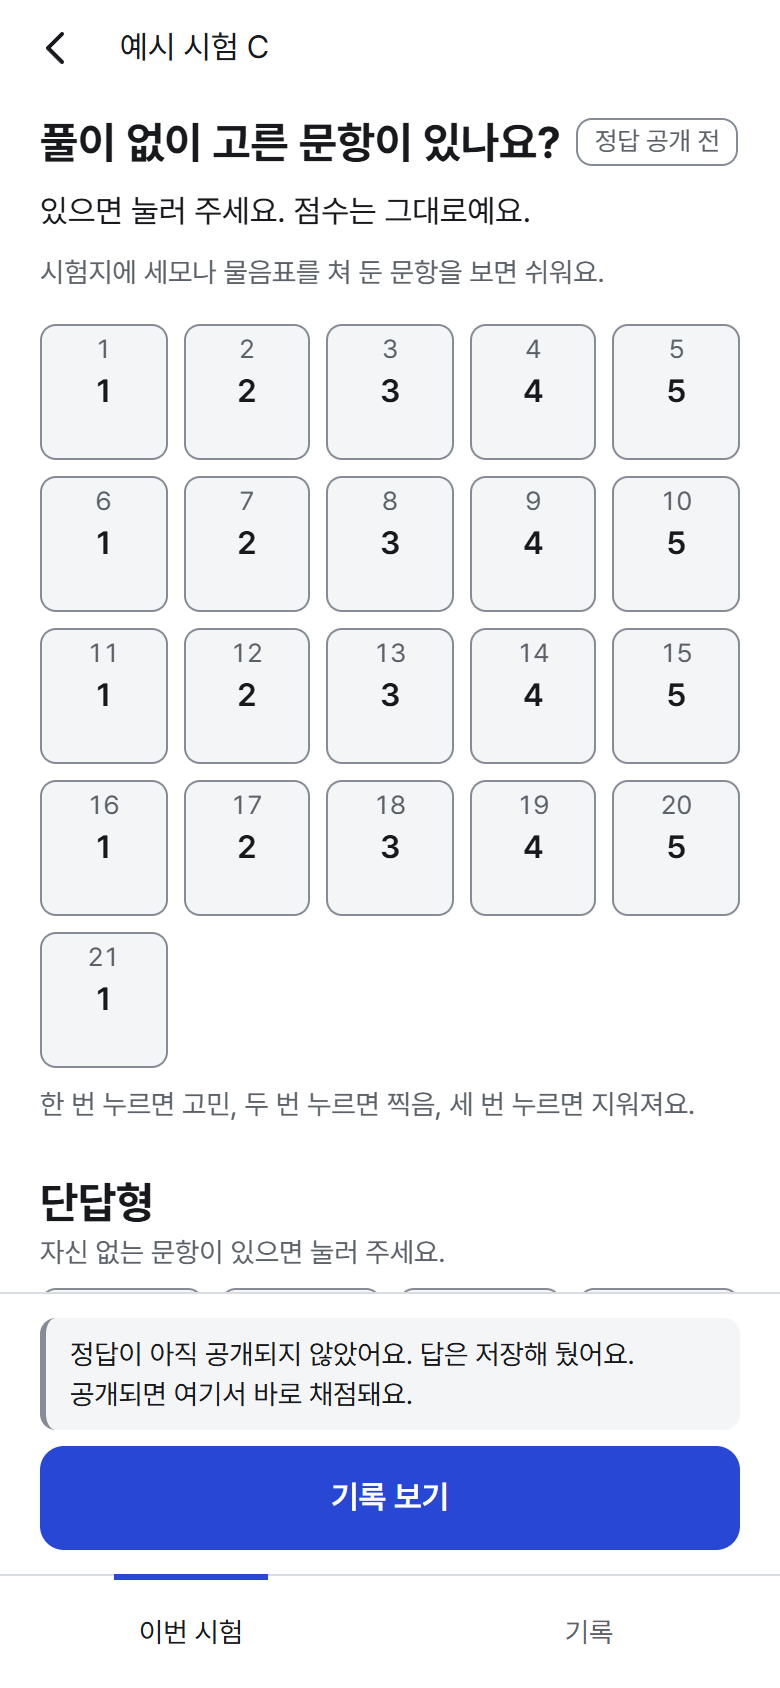 예시 시험 C
풀이 없이 고른 문항이 있나요? 정답 공개 전
있으면 눌러 주세요. 점수는 그대로예요.
시험지에 세모나 물음표를 쳐 둔 문항을 보면 쉬워요.
1 2 3 4 5
1 2 3 4 5
6 7 8 9 10
1 2 3 4 5
11 12 13 14 15
1 2 3 4 5
16 17 18 19 20
1 2 3 4 5
21
1
한 번 누르면 고민, 두 번 누르면 찍음, 세 번 누르면 지워져요.
단답형
자신 없는 문항이 있으면 눌러 주세요.
정답이 아직 공개되지 않았어요. 답은 저장해 뒀어요.
공개되면 여기서 바로 채점돼요.
기록 보기
이번 시험 기록